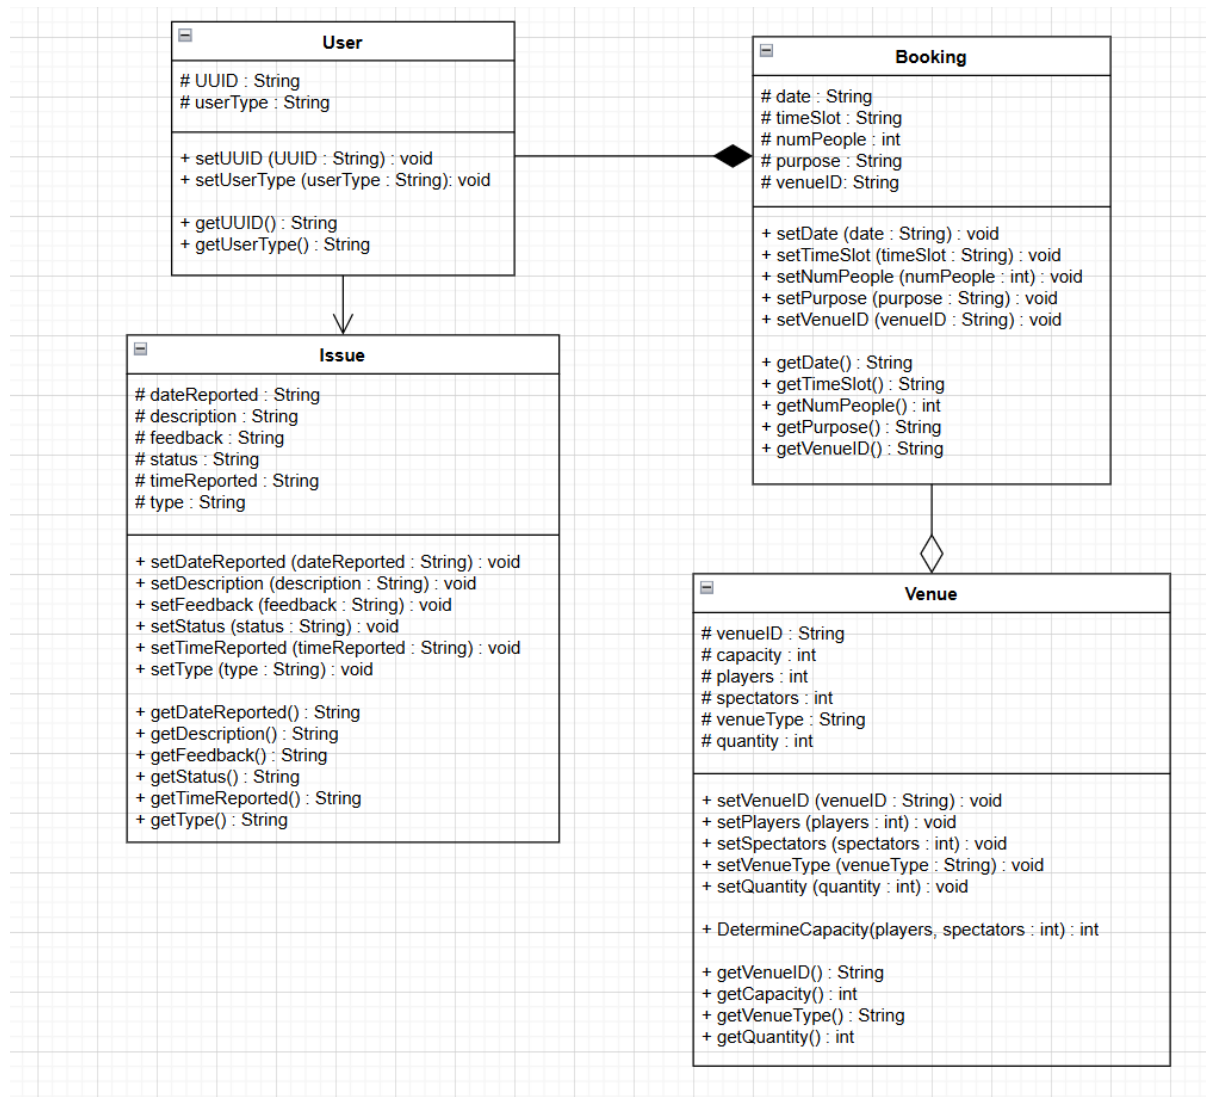 User
# UUID : String
# userType : String
+ setUUID (UUID : String) : void
+ setUserType (userType : String): void
+ getUUID() : String
+ getUserType() : String
Booking
# date : String
# timeSlot : String
# numPeople : int
# purpose : String
# venueID: String
+ setDate (date : String) : void
+ setTimeSlot (timeSlot : String) : void
+ setNumPeople (numPeople : int) : void
+ setPurpose (purpose : String) : void
+ setVenueID (venueID : String) : void
+ getDate() : String
+ getTimeSlot() : String
+ getNumPeople() : int
+ getPurpose() : String
+ getVenueID() : String
Issue
# dateReported : String
# description : String
# feedback : String
# status : String
# timeReported : String
# type : String
+ setDateReported (dateReported : String) : void
+ setDescription (description : String) : void
+ setFeedback (feedback : String) : void
+ setStatus (status : String) : void
+ setTimeReported (timeReported : String) : void
+ setType (type : String) : void
+ getDateReported() : String
+ getDescription() : String
+ getFeedback() : String
+ getStatus() : String
+ getTimeReported() : String
+ getType() : String
Venue
# venueID : String
# capacity : int
# players : int
# spectators : int
# venueType : String
# quantity : int
+ setVenueID (venueID : String) : void
+ setPlayers (players : int) : void
+ setSpectators (spectators : int) : void
+ setVenueType (venueType : String) : void
+ setQuantity (quantity : int) : void
+ DetermineCapacity(players, spectators : int) : int
+ getVenueID() : String
+ getCapacity() : int
+ getVenueType() : String
+ getQuantity() : int